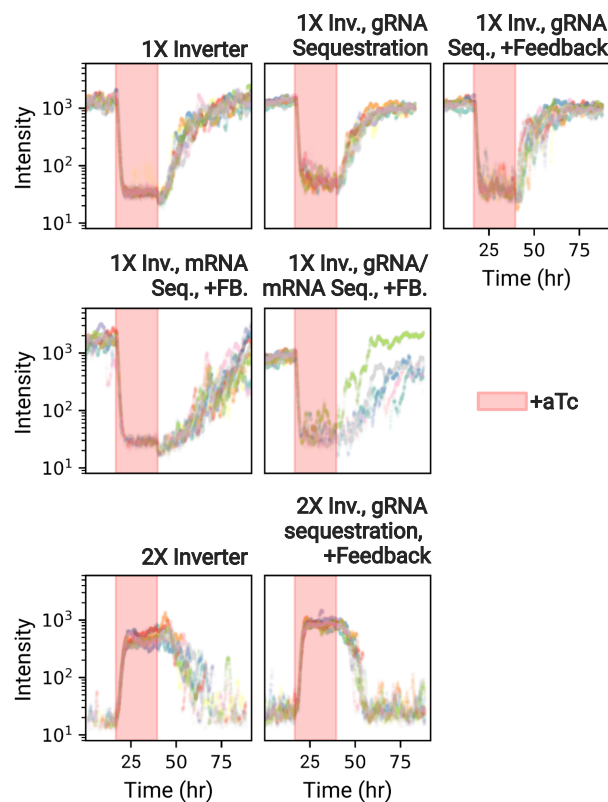 1X Inverter
1X Inv., gRNA
Sequestration
1X Inv., gRNA
Seq., +Feedback
Intensity
10³
10²
10¹
25 50 75
Time (hr)
1X Inv., mRNA
Seq., +FB.
1X Inv., gRNA/
mRNA Seq., +FB.
Intensity
10³
10²
10¹
+aTc
2X Inverter
2X Inv., gRNA
sequestration,
+Feedback
Intensity
10³
10²
10¹
25 50 75
25 50 75
Time (hr)
Time (hr)